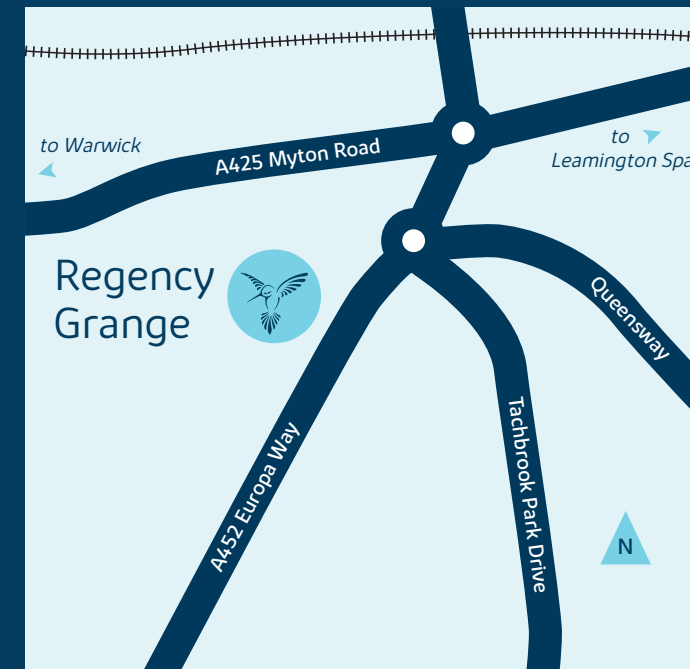 to Warwick
A425 Myton Road
to
Leamington Spa
Regency
Grange
Queensway
A452 Europa Way
Tachbrook Park Drive
N